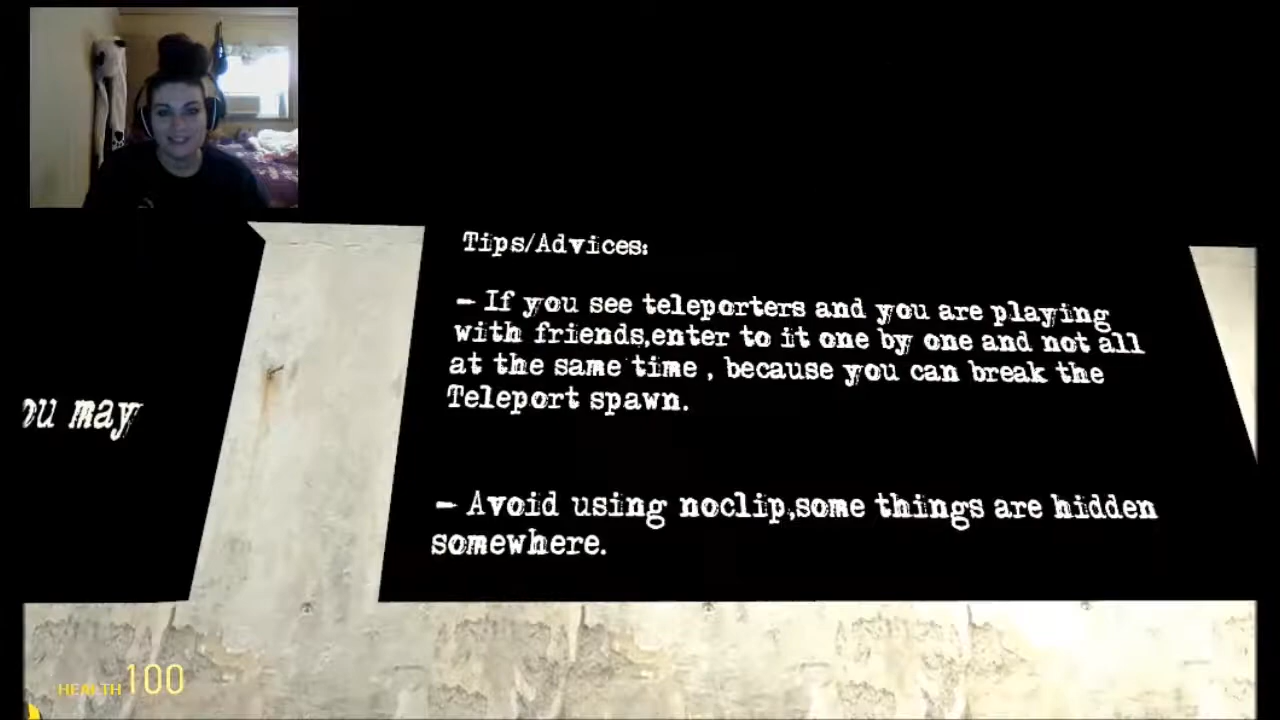 Tips/Advices:
- If you see teleporters and you are playing
with friends,enter to it one by one and not all
at the same time , because you can break the
Teleport spawn.
- Avoid using noclip,some things are hidden
somewhere.
ou may
HEALTH 100